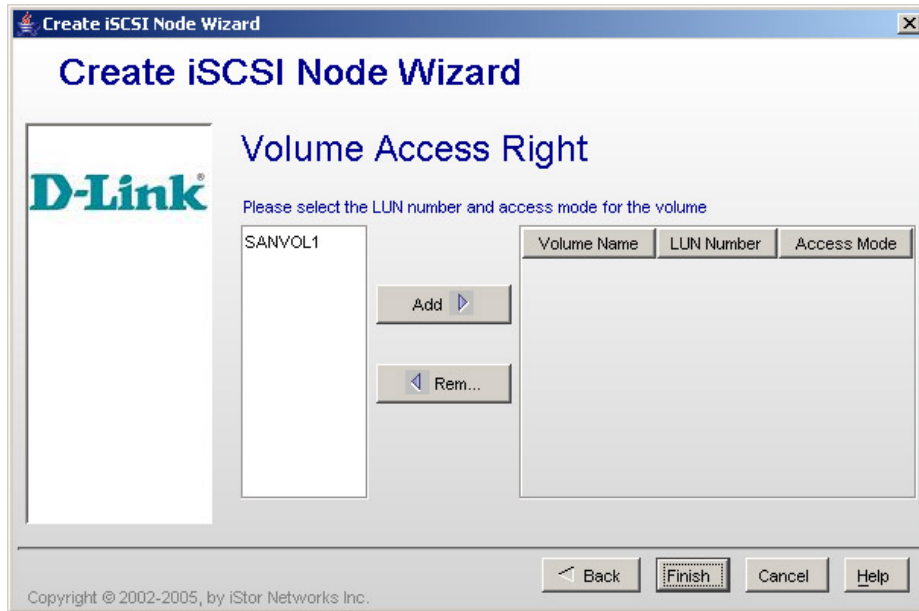 Create iSCSI Node Wizard
Create iSCSI Node Wizard
D-Link®
Volume Access Right
Please select the LUN number and access mode for the volume
SANVOL1
Volume Name LUN Number Access Mode
Add
Rem...
Back Finish Cancel Help
Copyright © 2002-2005, by iStor Networks Inc.